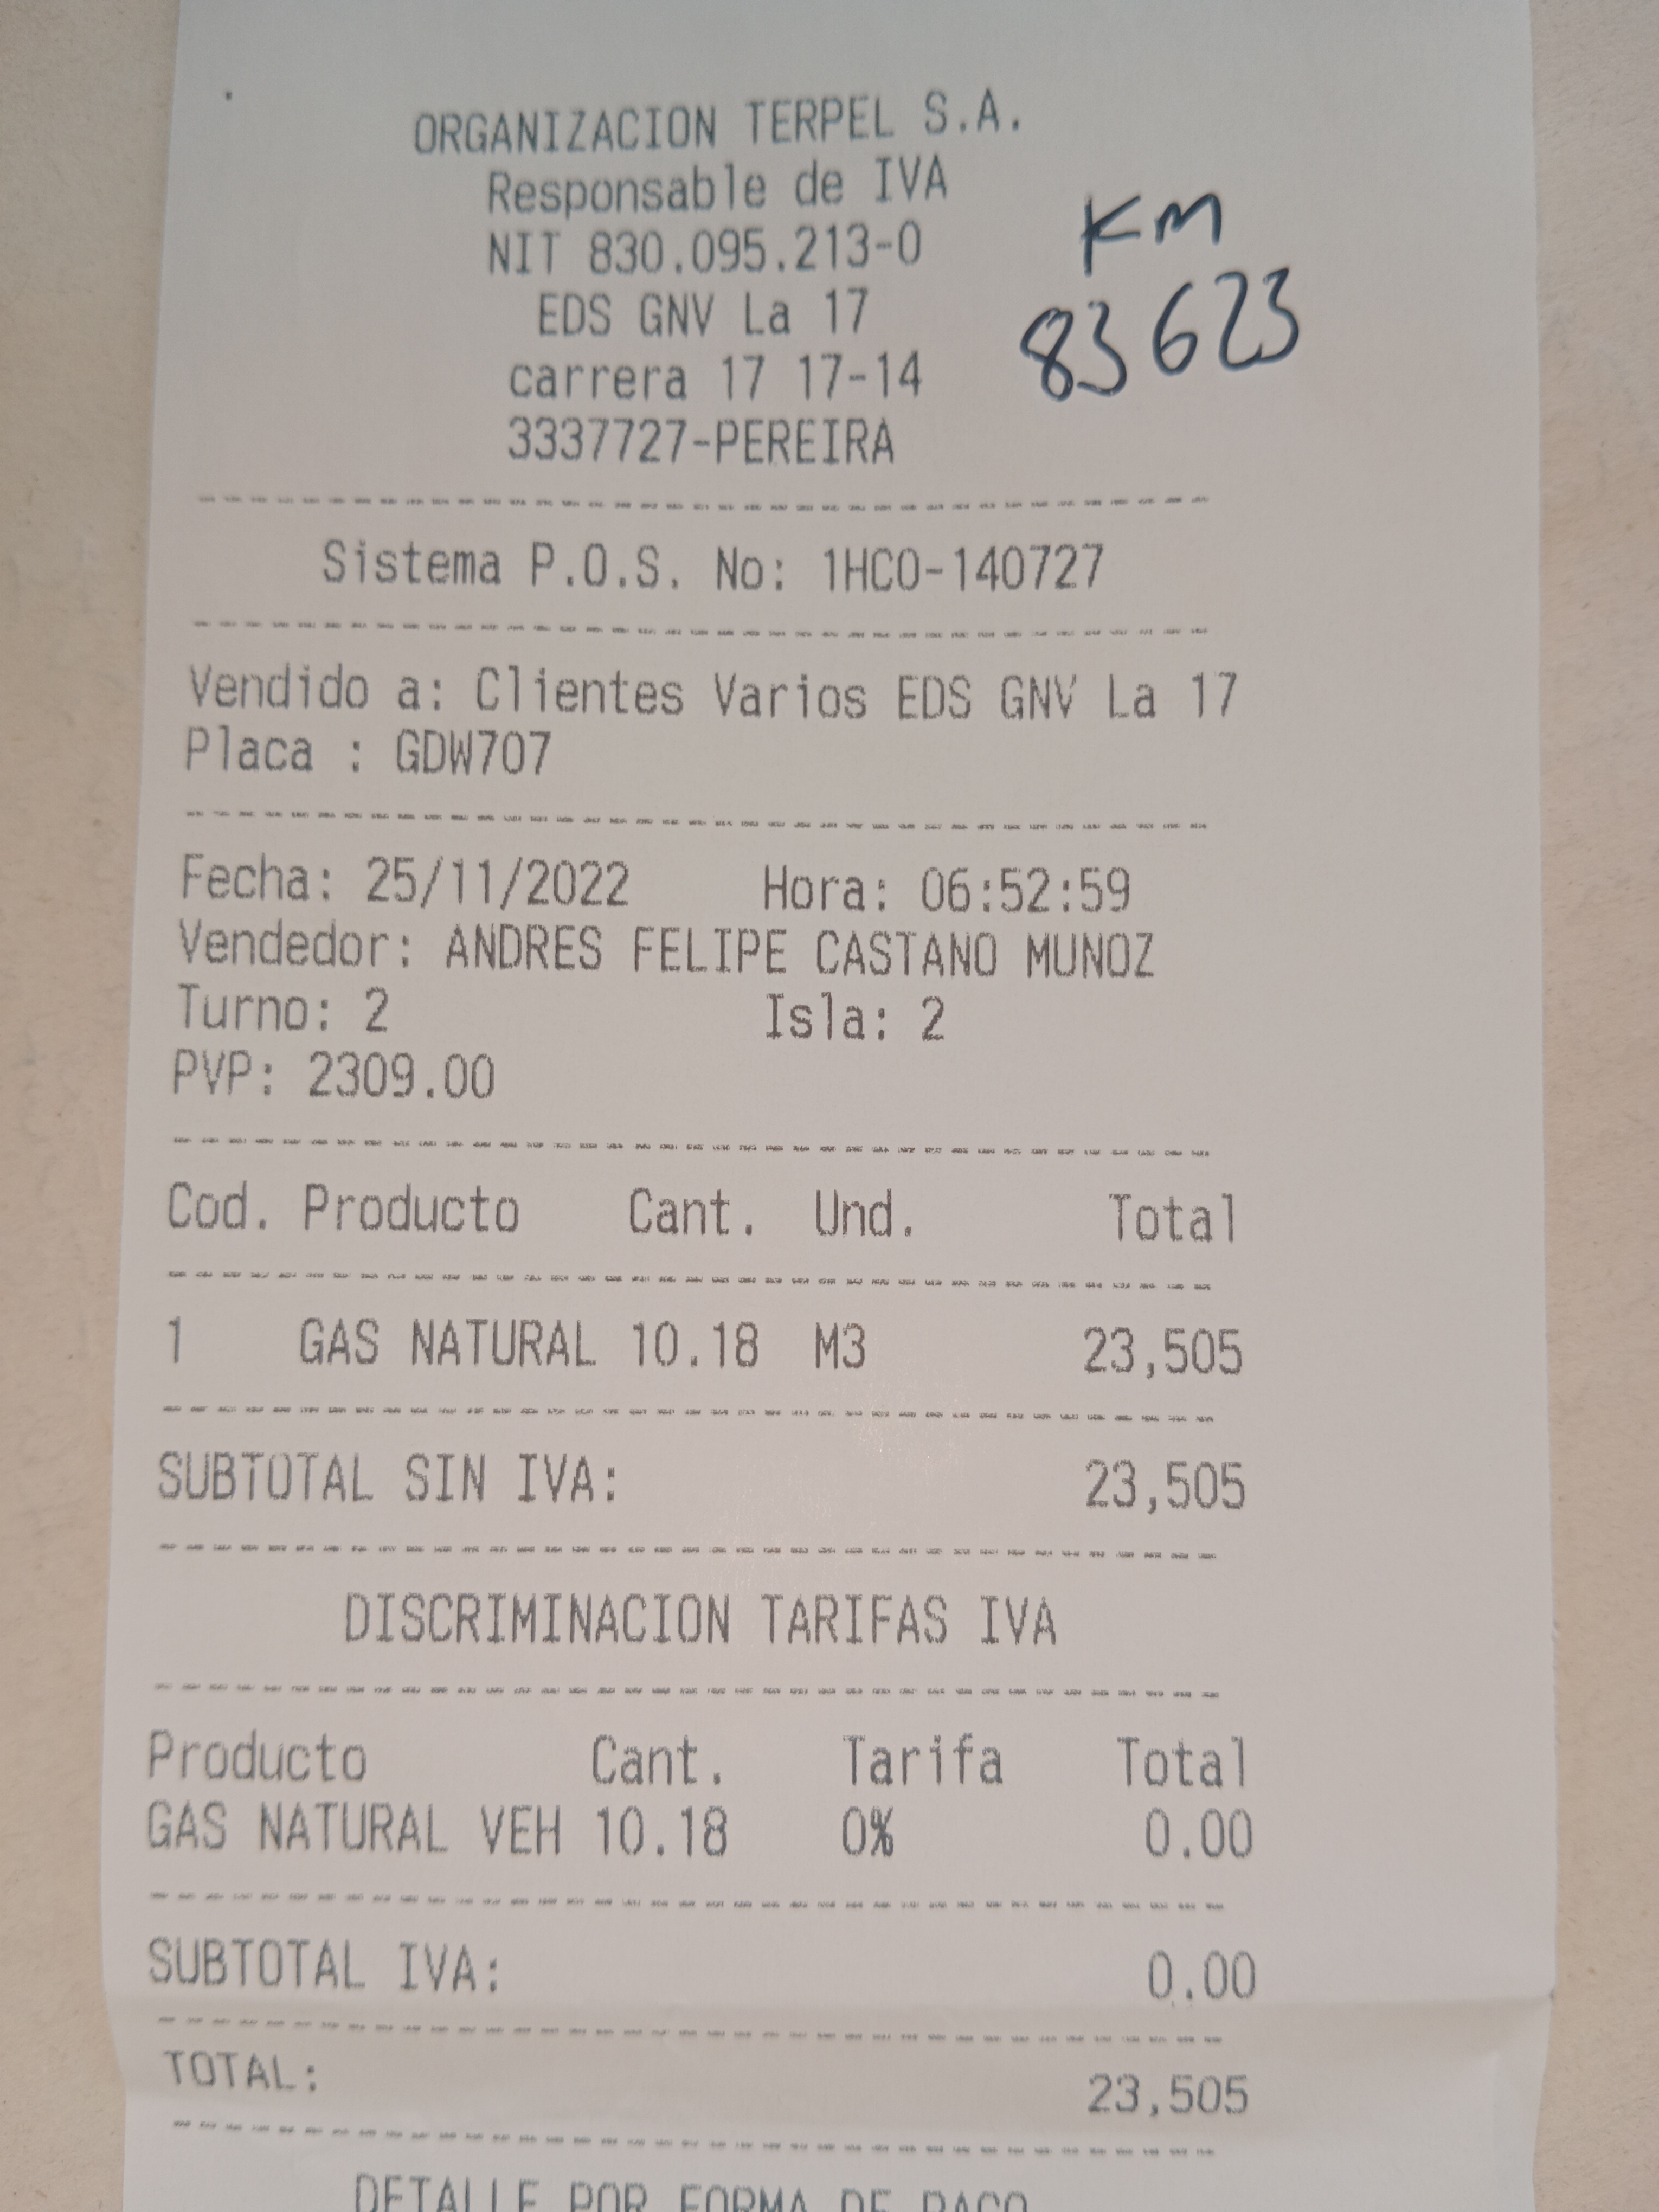 ORGANIZACION TERPEL S.A.
Responsable de IVA
NIT 830.095.213-0
EDS GNV La 17
carrera 17 17-14
3337727-PEREIRA
KM
83623
Sistema P.O.S. No: 1HCO-140727
Vendido a: Clientes Varios EDS GNV La 17
Placa : GDW707
Fecha: 25/11/2022 Hora: 06:52:59
Vendedor: ANDRES FELIPE CASTANO MUNOZ
Turno: 2 Isla: 2
PVP: 2309.00
Cod. Producto Cant. Und. Total
1 GAS NATURAL 10.18 M3 23,505
SUBTOTAL SIN IVA: 23,505
DISCRIMINACION TARIFAS IVA
Producto Cant. Tarifa Total
GAS NATURAL VEH 10.18 0% 0.00
SUBTOTAL IVA: 0.00
TOTAL: 23,505
DETALLE POR FORMA DE PAGO